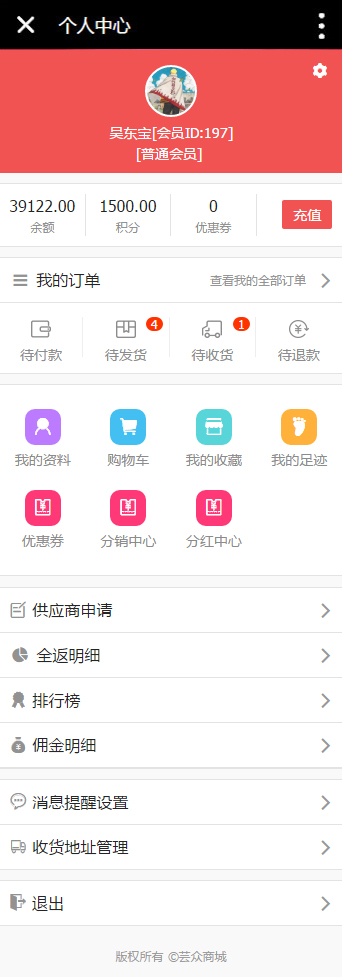 个人中心
吴东宝[会员ID:197]
[普通会员]
39122.00 1500.00 0 充值
余额 积分 优惠券
我的订单 查看我的全部订单
4 1
待付款 待发货 待收货 待退款
我的资料 购物车 我的收藏 我的足迹
优惠券 分销中心 分红中心
供应商申请
全返明细
排行榜
佣金明细
消息提醒设置
收货地址管理
退出
版权所有 ©芸众商城